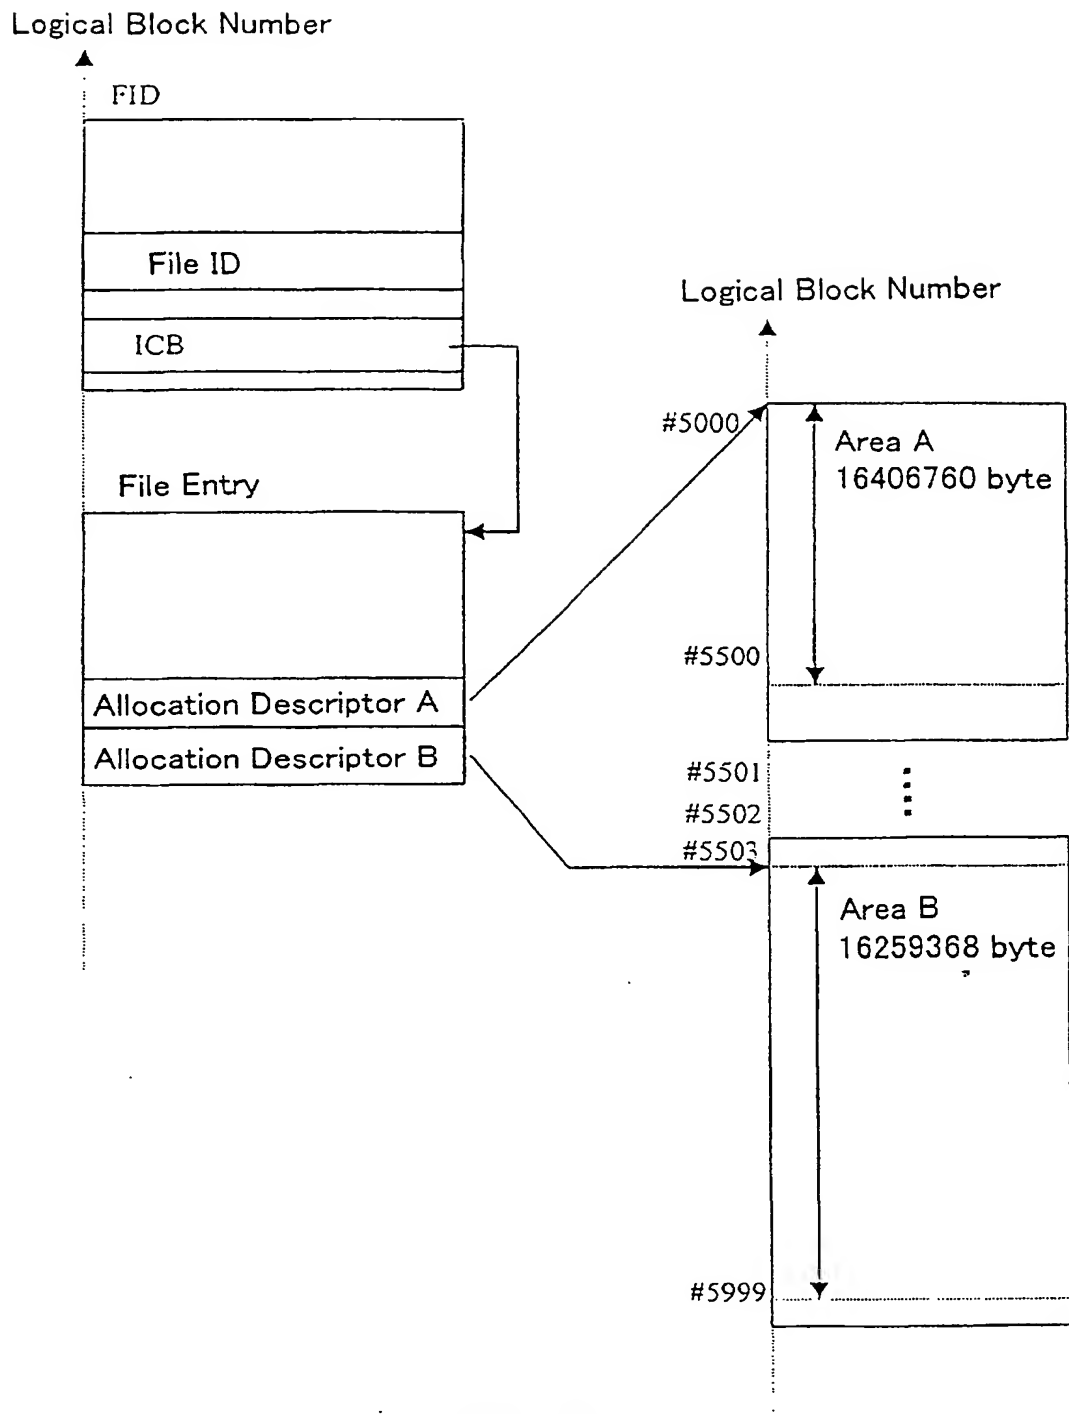 Logical Block Number
FID
File ID
ICB
File Entry
Allocation Descriptor A
Allocation Descriptor B
Logical Block Number
#5000
Area A
16406760 byte
#5500
#5501
#5502
#5503
Area B
16259368 byte
#5999